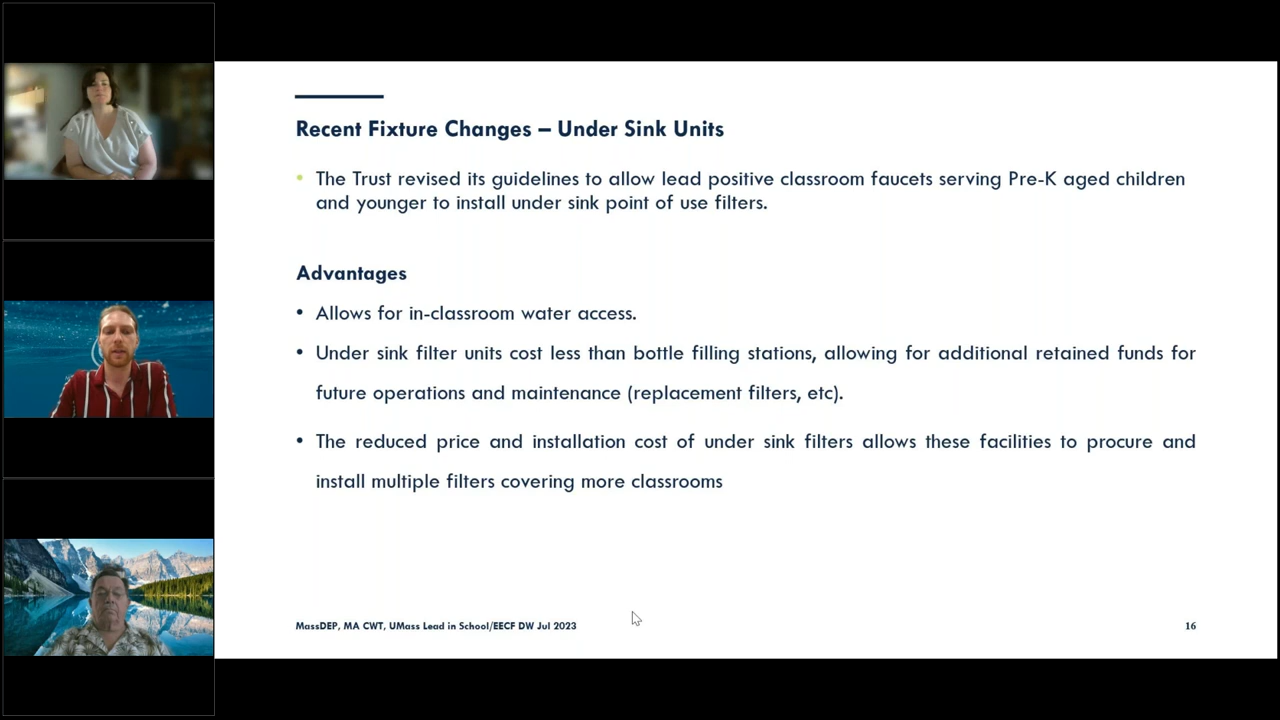 Recent Fixture Changes – Under Sink Units
• The Trust revised its guidelines to allow lead positive classroom faucets serving Pre-K aged children
and younger to install under sink point of use filters.
Advantages
• Allows for in-classroom water access.
• Under sink filter units cost less than bottle filling stations, allowing for additional retained funds for
future operations and maintenance (replacement filters, etc).
• The reduced price and installation cost of under sink filters allows these facilities to procure and
install multiple filters covering more classrooms
MassDEP, MA CWT, UMass Lead in School/EECF DW Jul 2023
16